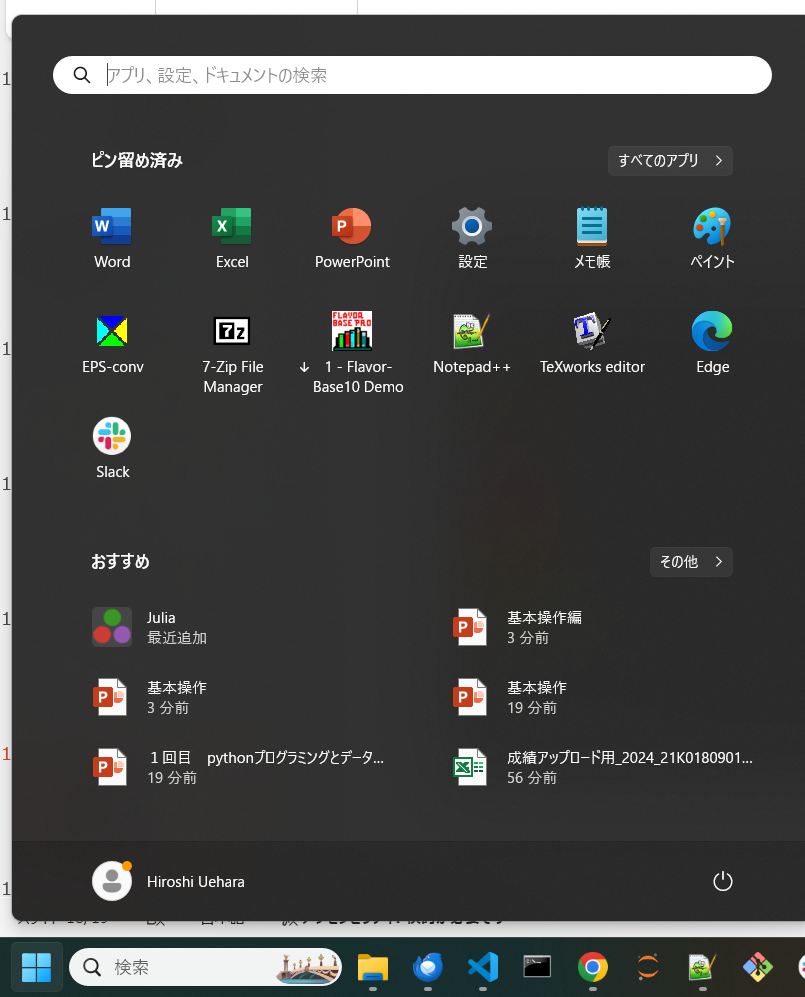 アプリ、設定、ドキュメントの検索
ピン留め済み
すべてのアプリ
Word
Excel
PowerPoint
設定
メモ帳
ペイント
EPS-conv
7-Zip File Manager
↓ 1 - Flavor-Base10 Demo
Notepad++
TeXworks editor
Edge
Slack
おすすめ
その他
Julia
最近追加
基本操作編
3 分前
基本操作
3 分前
基本操作
19 分前
１回目　pythonプログラミングとデータ...
19 分前
成績アップロード用_2024_21K0180901...
56 分前
Hiroshi Uehara
検索